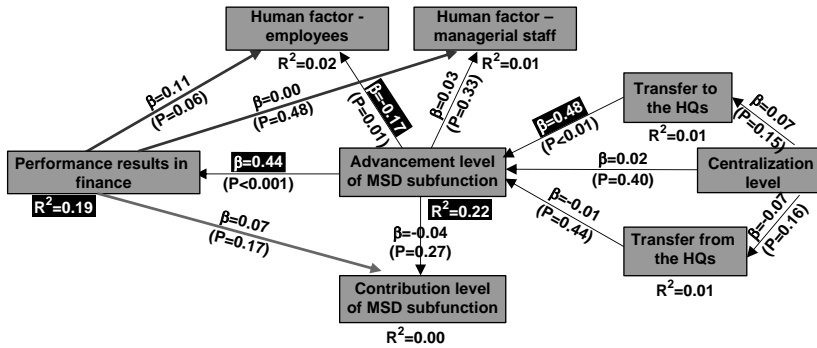 Human factor -
employees
R²=0.02
Human factor –
managerial staff
R²=0.01
β=0.11
(P=0.06)
β=0.00
(P=0.48)
β=-0.17
(P=0.01)
β=0.03
(P=0.33)
β=0.48
(P<0.01)
Transfer to
the HQs
R²=0.01
β=0.07
(P=0.15)
Performance results in
finance
R²=0.19
β=0.44
(P<0.001)
Advancement level
of MSD subfunction
R²=0.22
β=0.02
(P=0.40)
Centralization
level
β=0.07
(P=0.17)
β=-0.04
(P=0.27)
β=-0.01
(P=0.44)
Transfer from
the HQs
R²=0.01
β=-0.07
(P=0.16)
Contribution level
of MSD subfunction
R²=0.00